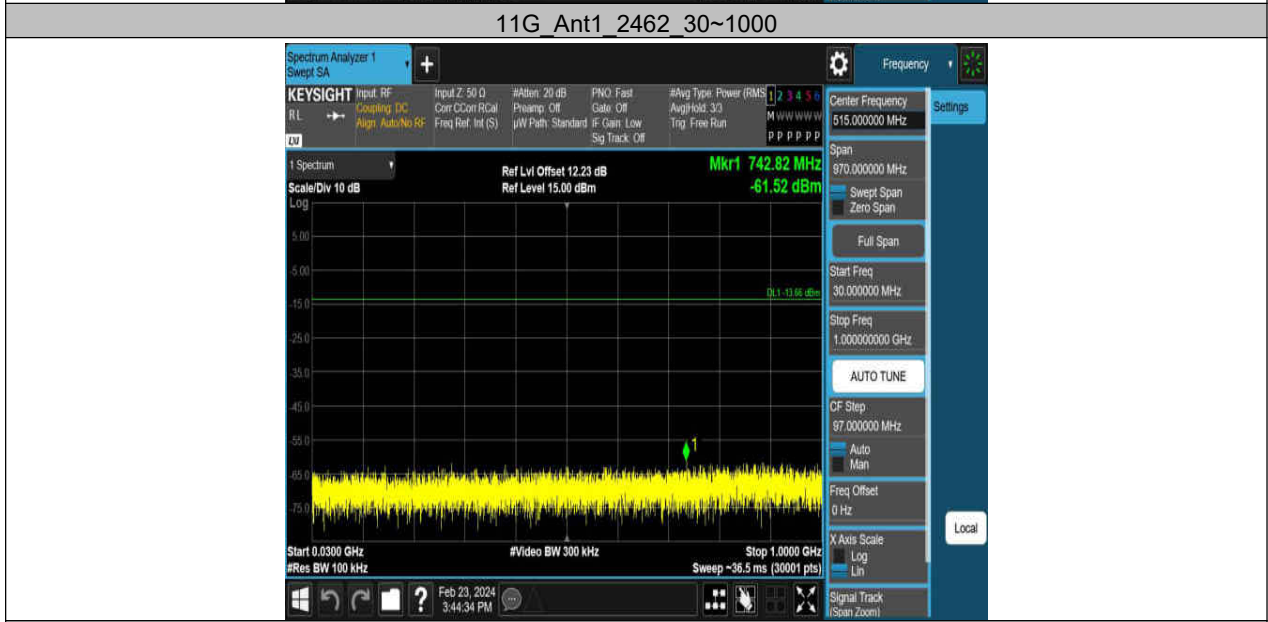 11G_Ant1_2462_30~1000
Spectrum Analyzer 1
Swept SA
+
Frequency
KEYSIGHT
RL
LXI
Input: RF
Coupling: DC
Align: Auto/No RF
Input Z: 50 Ω
Corr CCorr RCal
Freq Ref: Int (S)
#Atten: 20 dB
Preamp: Off
µW Path: Standard
PNO: Fast
Gate: Off
IF Gain: Low
Sig Track: Off
#Avg Type: Power (RMS
Avg|Hold: 3/3
Trig: Free Run
1 2 3 4 5 6
M W W W W W
P P P P P P
1 Spectrum
Scale/Div 10 dB
Log
Ref Lvl Offset 12.23 dB
Ref Level 15.00 dBm
Mkr1 742.82 MHz
-61.52 dBm
5.00
-5.00
DL1 -13.66 dBm
-15.0
-25.0
-35.0
-45.0
-55.0
1
-65.0
-75.0
Start 0.0300 GHz
#Res BW 100 kHz
#Video BW 300 kHz
Stop 1.0000 GHz
Sweep ~36.5 ms (30001 pts)
Feb 23, 2024
3:44:34 PM
?
Center Frequency
515.000000 MHz
Settings
Span
970.000000 MHz
Swept Span
Zero Span
Full Span
Start Freq
30.000000 MHz
Stop Freq
1.000000000 GHz
AUTO TUNE
CF Step
97.000000 MHz
Auto
Man
Freq Offset
0 Hz
Local
X Axis Scale
Log
Lin
Signal Track
(Span Zoom)